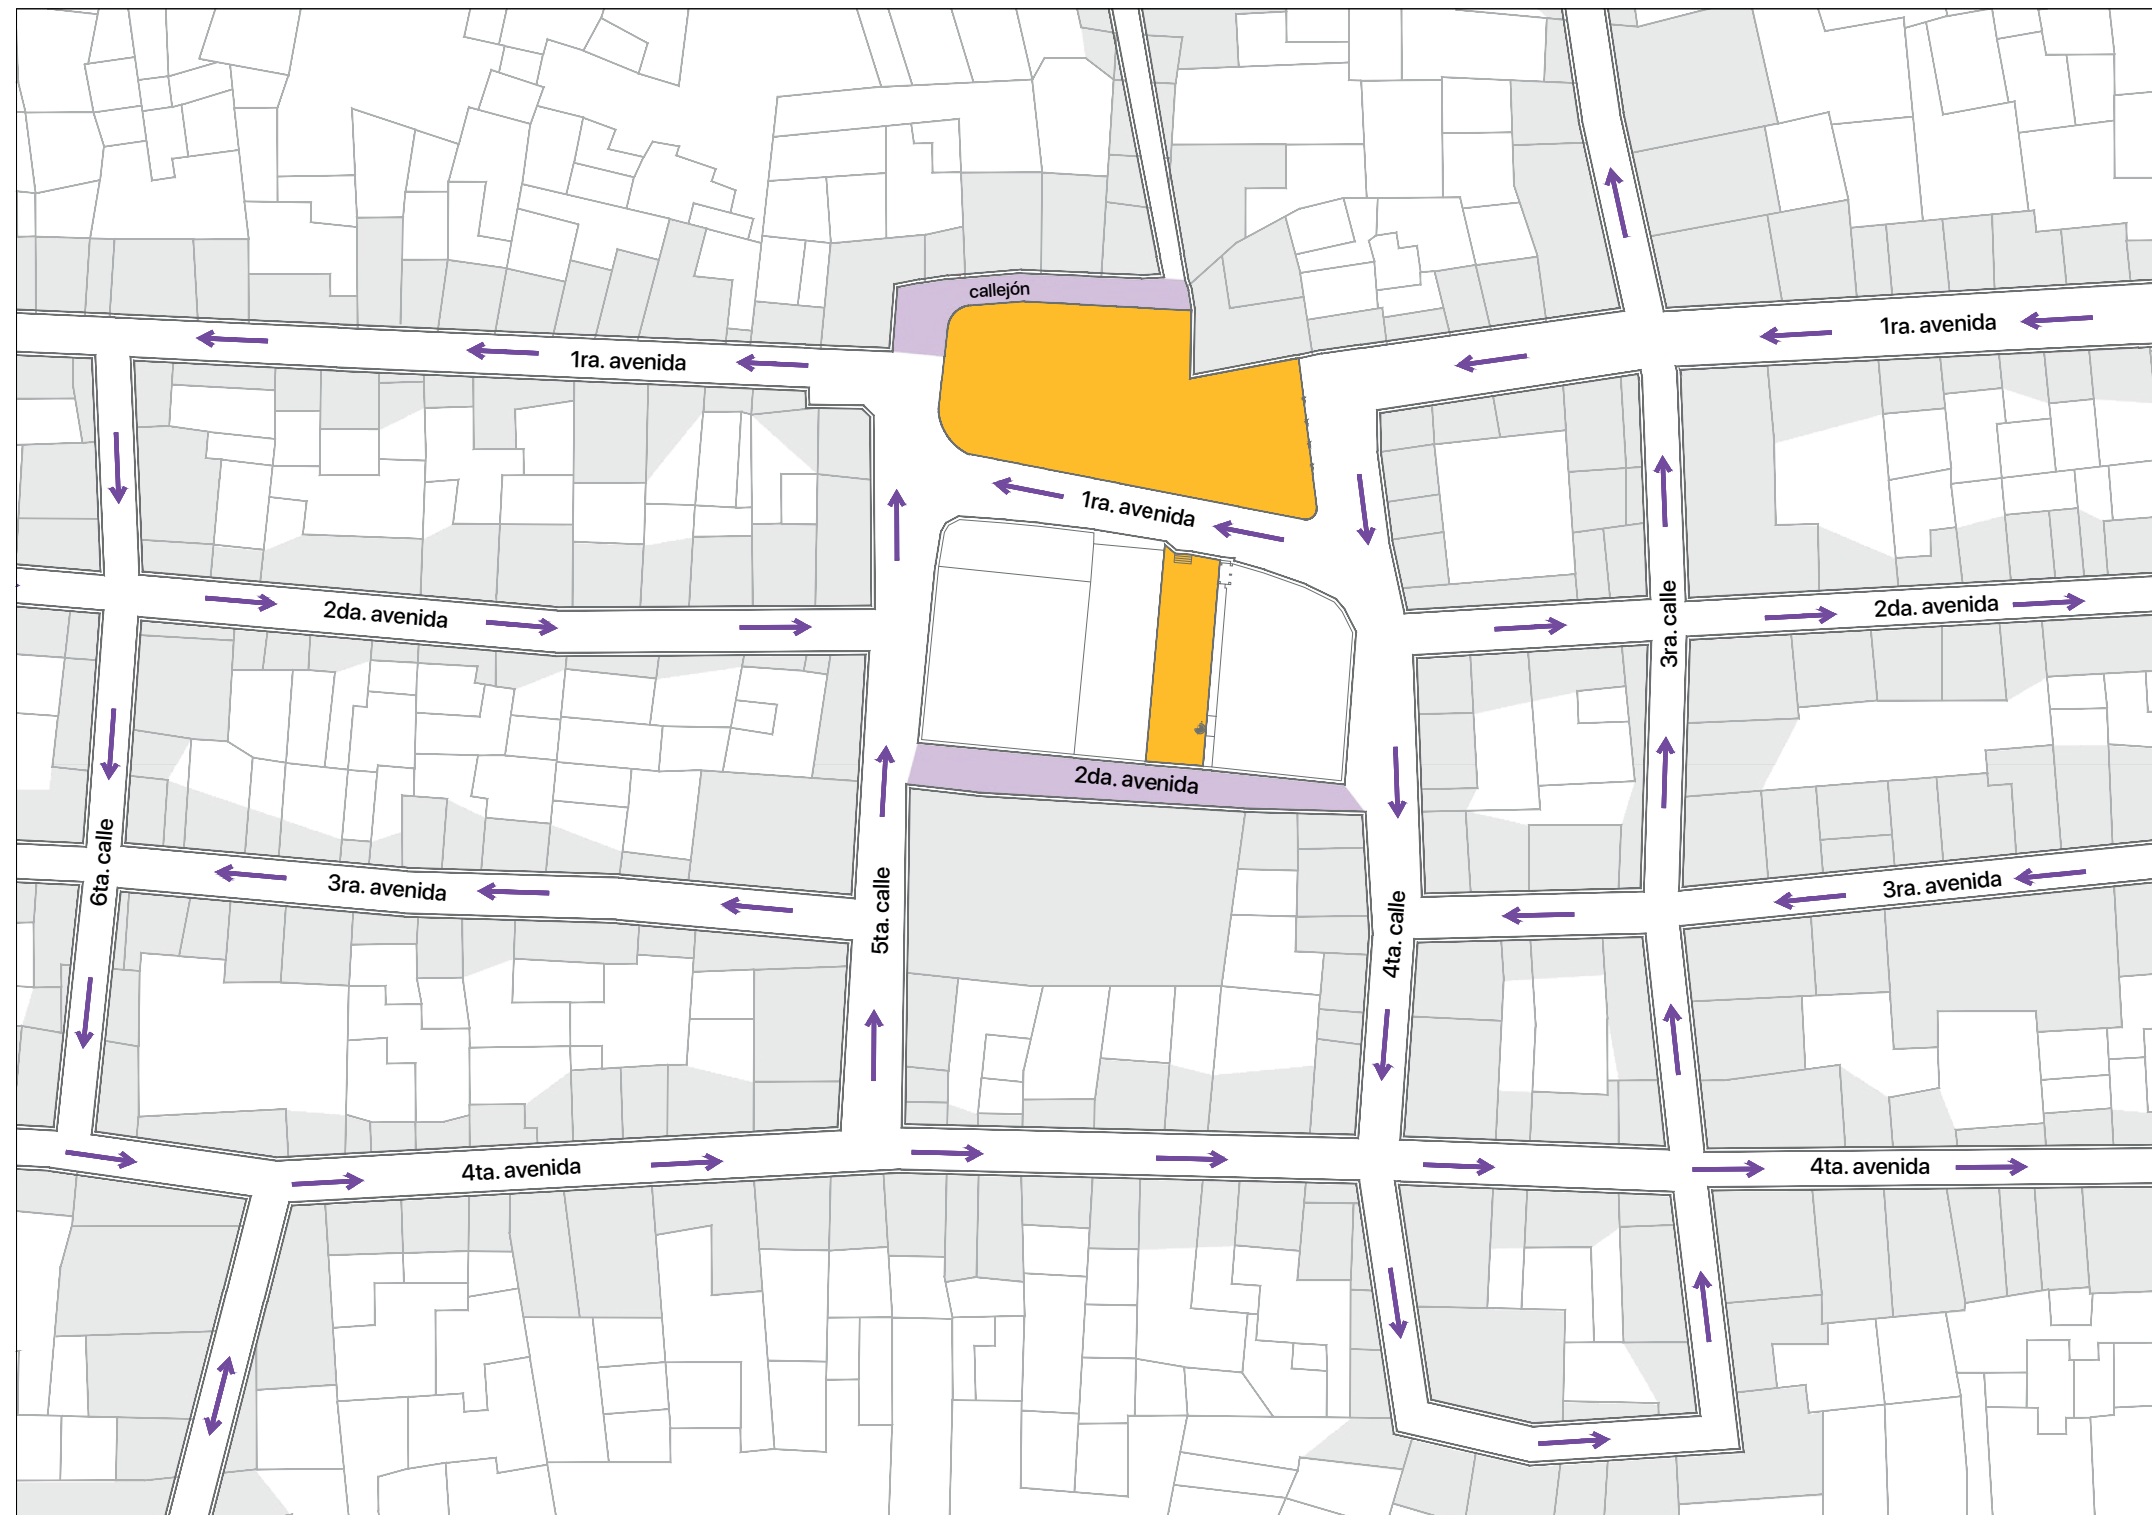 callejón
1ra. avenida
1ra. avenida
1ra. avenida
2da. avenida
2da. avenida
3ra. calle
2da. avenida
6ta. calle
3ra. avenida
5ta. calle
4ta. calle
3ra. avenida
4ta. avenida
4ta. avenida